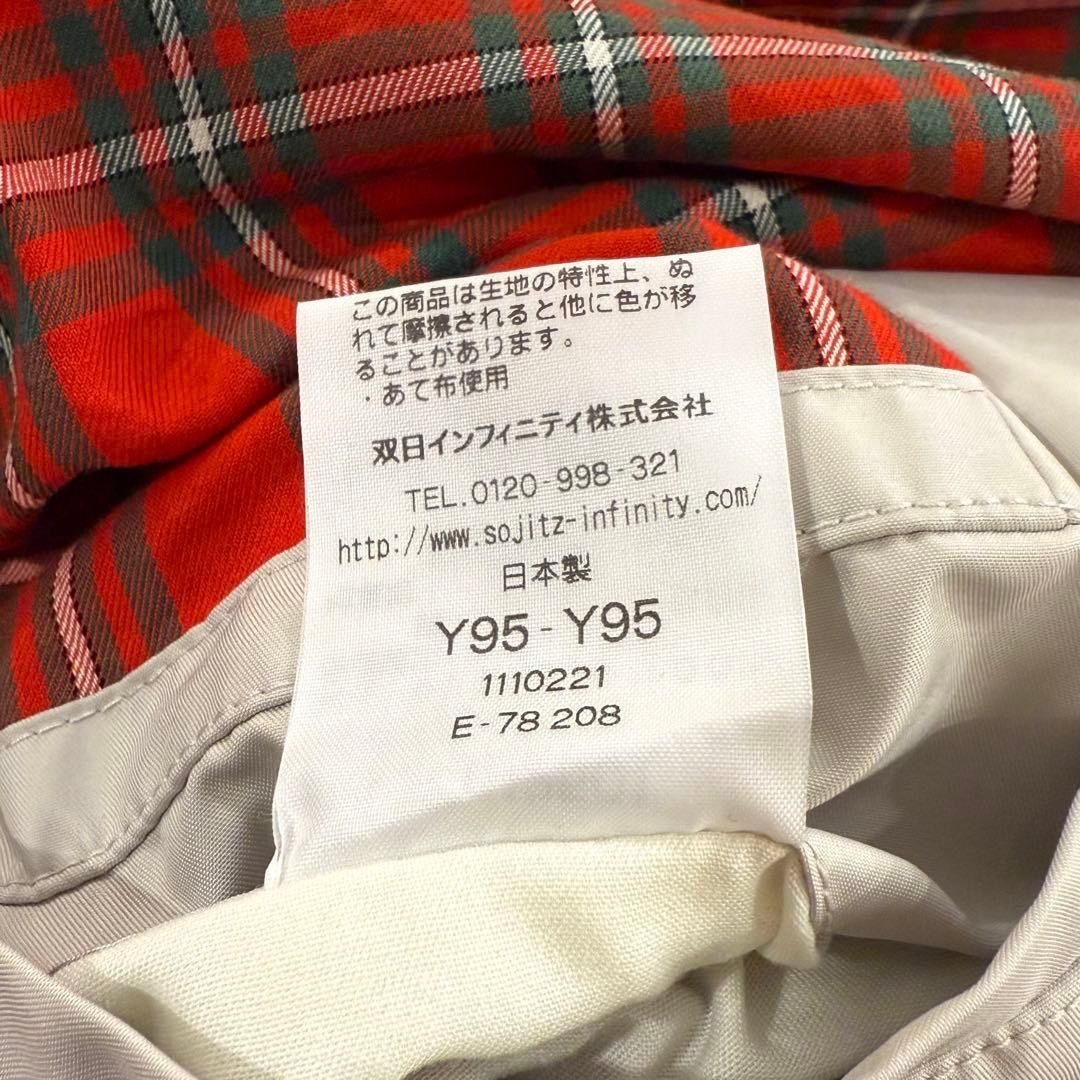 この商品は生地の特性上、ぬ
れて摩擦されると他に色が移
ることがあります。
・あて布使用
双日インフィニティ株式会社
TEL.0120-998-321
http://www.sojitz-infinity.com/
日本製
Y95-Y95
1110221
E-78 208